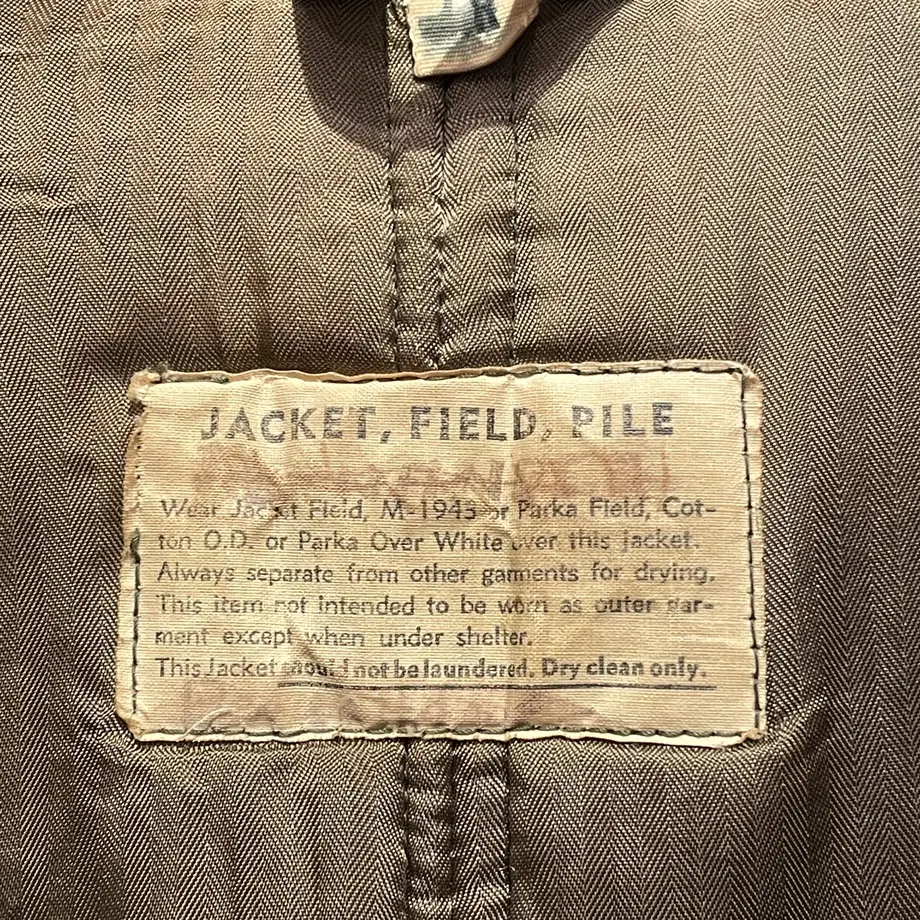 JACKET, FIELD, PILE
Wear Jacket Field, M-1943 or Parka Field, Cot-
ton O.D. or Parka Over White over this jacket.
Always separate from other garments for drying.
This item not intended to be worn as outer gar-
ment except when under shelter.
This Jacket should not be laundered. Dry clean only.